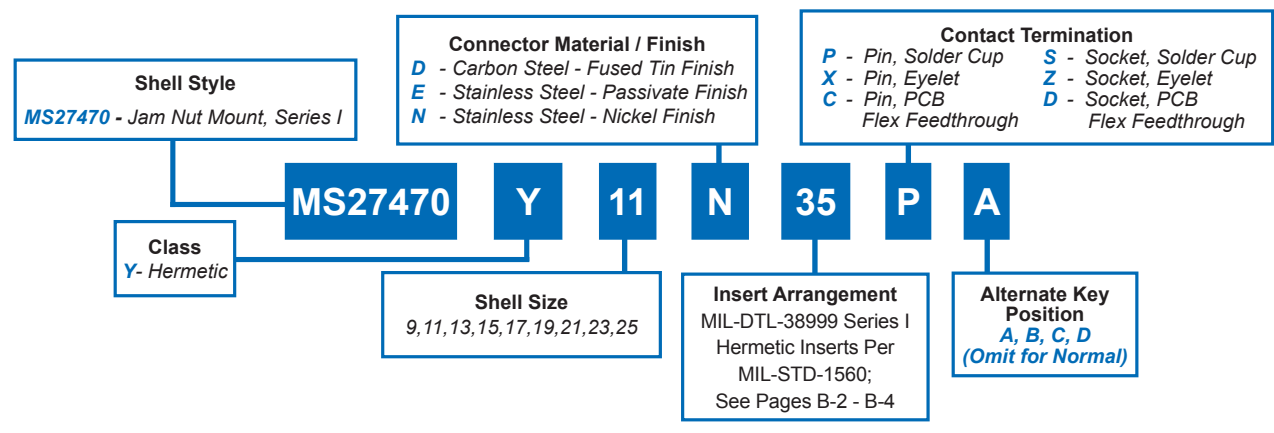 Shell Style
MS27470 - Jam Nut Mount, Series I
Connector Material / Finish
D - Carbon Steel - Fused Tin Finish
E - Stainless Steel - Passivate Finish
N - Stainless Steel - Nickel Finish
Contact Termination
P - Pin, Solder Cup
X - Pin, Eyelet
C - Pin, PCB
Flex Feedthrough
S - Socket, Solder Cup
Z - Socket, Eyelet
D - Socket, PCB
Flex Feedthrough
MS27470 Y 11 N 35 P A
Class
Y- Hermetic
Shell Size
9,11,13,15,17,19,21,23,25
Insert Arrangement
MIL-DTL-38999 Series I
Hermetic Inserts Per
MIL-STD-1560;
See Pages B-2 - B-4
Alternate Key
Position
A, B, C, D
(Omit for Normal)